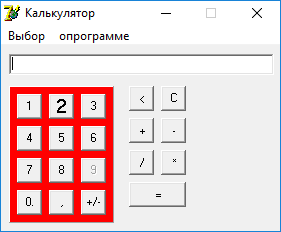 Калькулятор
Выбор опрограмме
1 2 3 < C
4 5 6 + -
7 8 9 / *
0. , +/- =